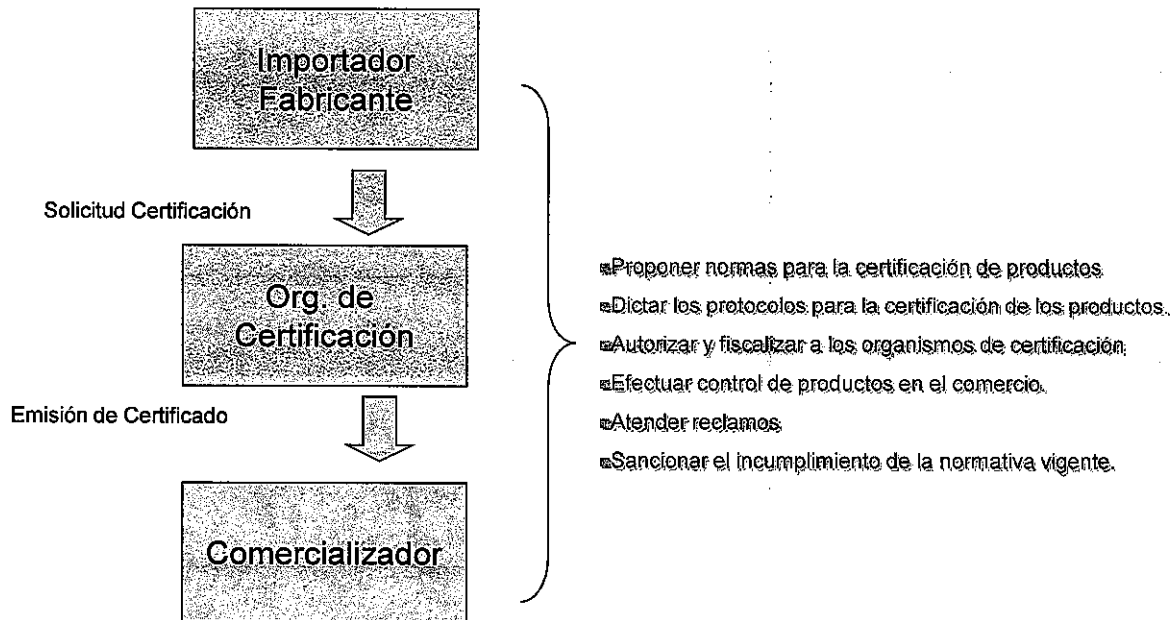 Importador
Fabricante
Solicitud Certificación
Org. de
Certificación
Emisión de Certificado
Comercializador
Proponer normas para la certificación de productos
Dictar los protocolos para la certificación de los productos.
Autorizar y fiscalizar a los organismos de certificación
Efectuar control de productos en el comercio.
Atender reclamos
Sancionar el incumplimiento de la normativa vigente.